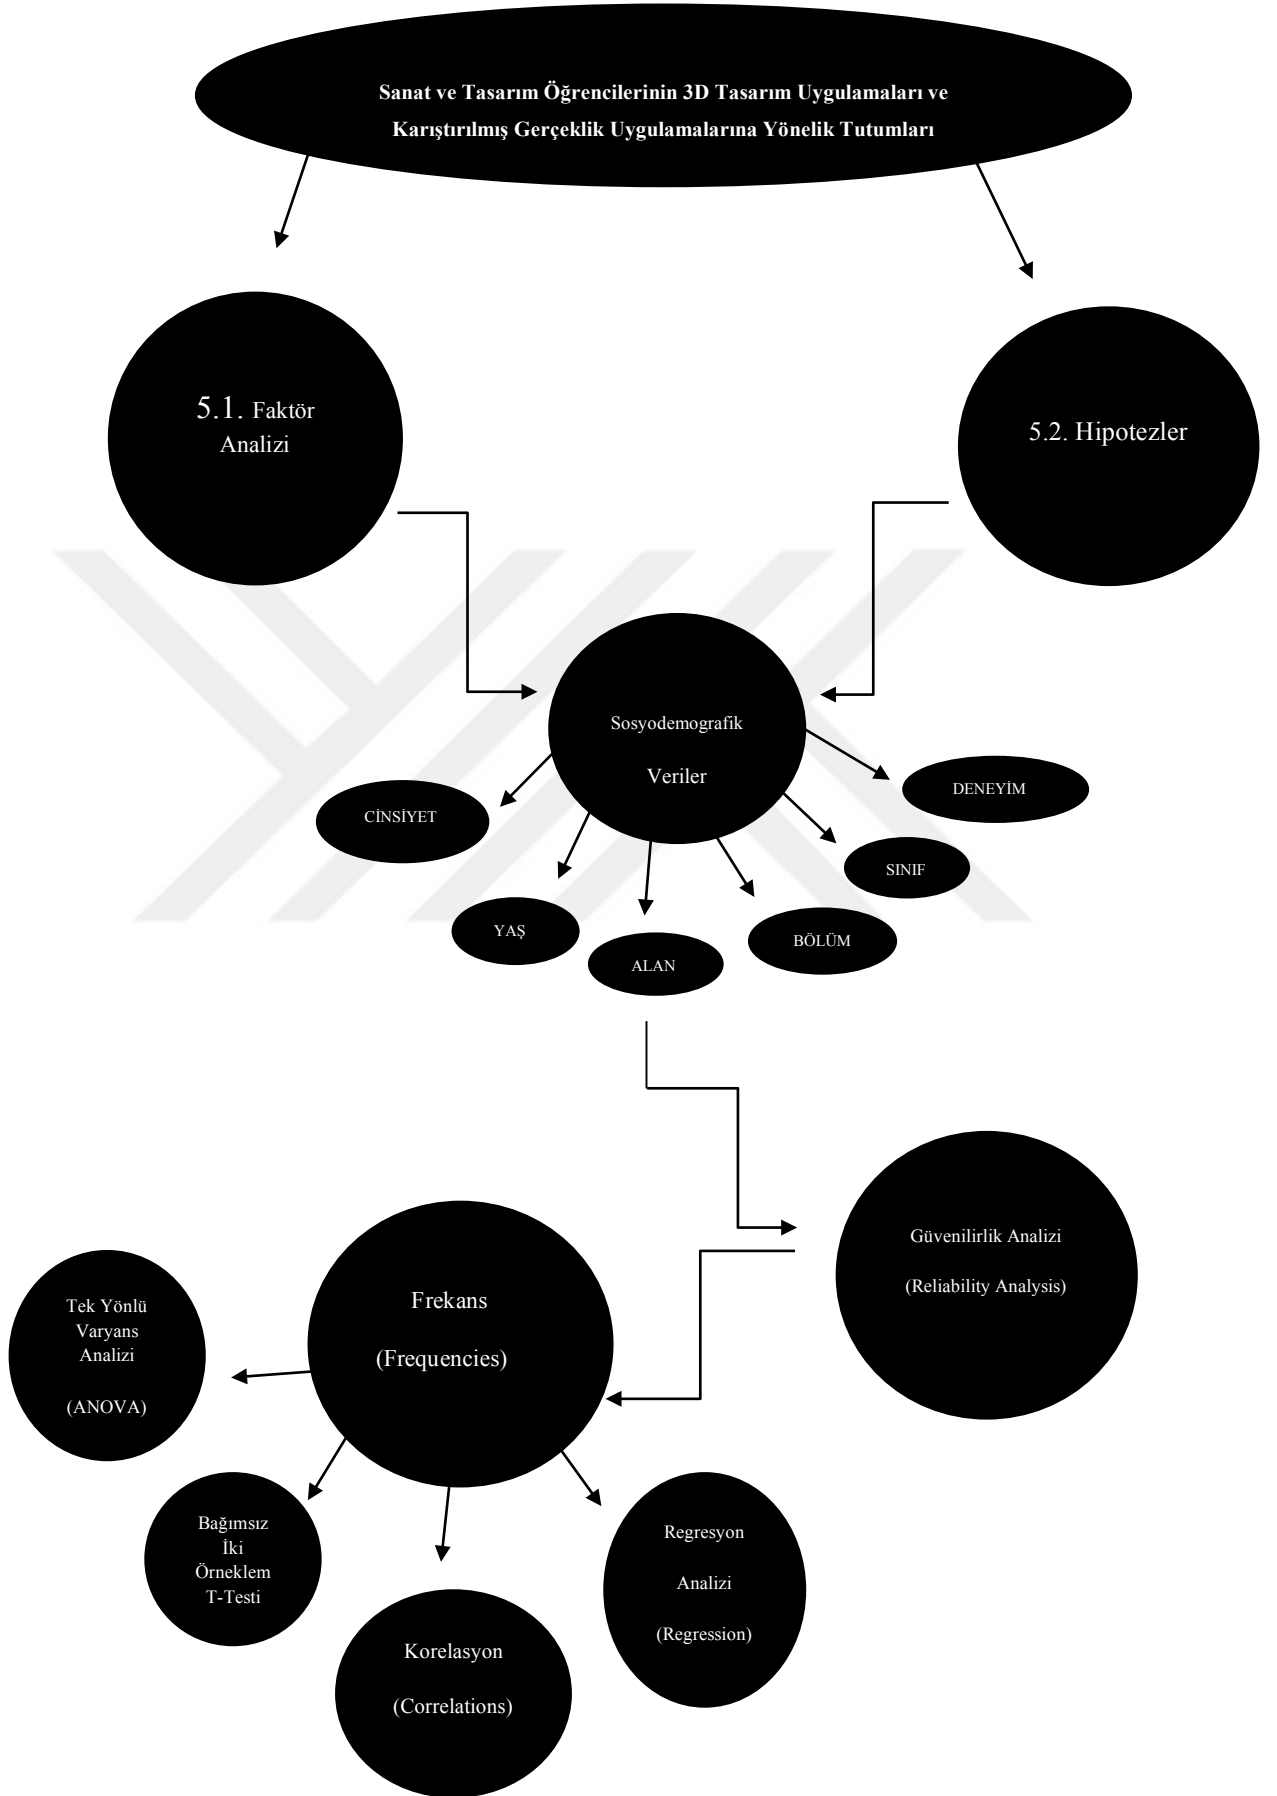 Sanat ve Tasarım Öğrencilerinin 3D Tasarım Uygulamaları ve
Karıştırılmış Gerçeklik Uygulamalarına Yönelik Tutumları
5.1. Faktör
Analizi
5.2. Hipotezler
Sosyodemografik
Veriler
CİNSİYET
YAŞ
ALAN
BÖLÜM
SINIF
DENEYİM
Güvenilirlik Analizi
(Reliability Analysis)
Frekans
(Frequencies)
Tek Yönlü
Varyans
Analizi
(ANOVA)
Bağımsız
İki
Örneklem
T-Testi
Korelasyon
(Correlations)
Regresyon
Analizi
(Regression)